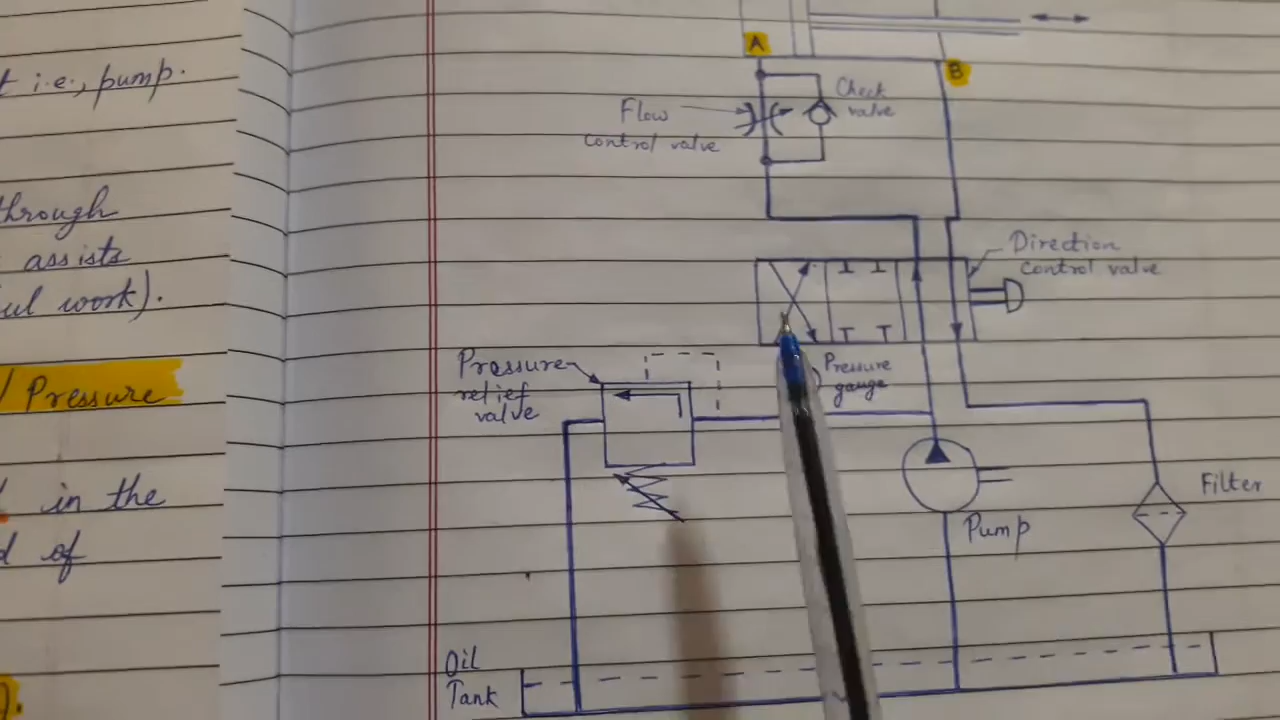 t i.e., pump.
through
assists
ful work).
Pressure
in the
of
A
B
Flow
control valve
Check
valve
Direction
control valve
Pressure
relief
valve
Pressure
gauge
Pump
Filter
Oil
Tank